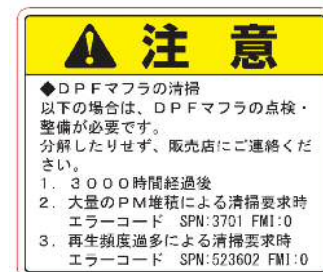 注意
◆DPFマフラの清掃
以下の場合は、DPFマフラの点検・
整備が必要です。
分解したりせず、販売店にご連絡くだ
さい。
1. 3000時間経過後
2. 大量のPM堆積による清掃要求時
エラーコード SPN:3701 FMI:0
3. 再生頻度過多による清掃要求時
エラーコード SPN:523602 FMI:0